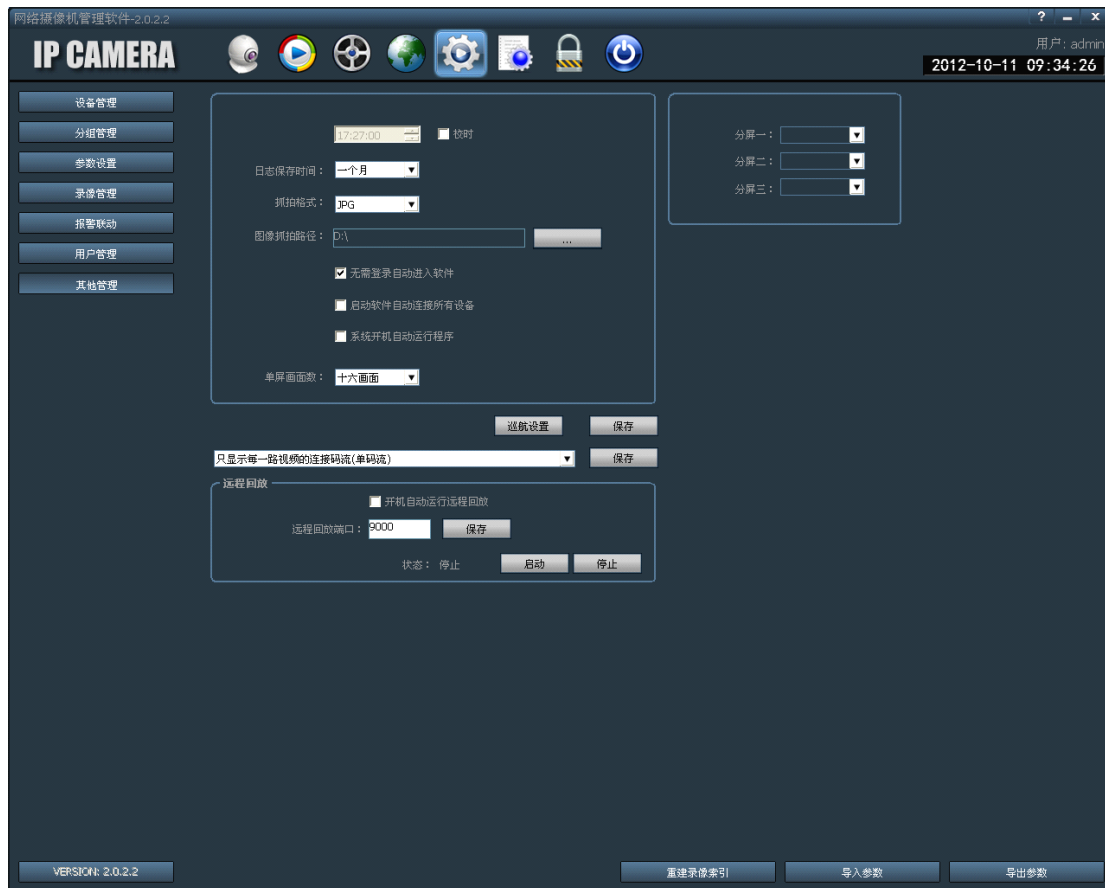 网络摄像机管理软件-2.0.2.2
? – x
IP CAMERA
用户: admin
2012-10-11 09:34:26
设备管理
分组管理
参数设置
录像管理
报警联动
用户管理
其他管理
17:27:00 校时
日志保存时间： 一个月
抓拍格式： JPG
图像抓拍路径： D:\ ...
无需登录自动进入软件
启动软件自动连接所有设备
系统开机自动运行程序
单屏画面数： 十六画面
分屏一：
分屏二：
分屏三：
巡航设置 保存
只显示每一路视频的连接码流(单码流) 保存
远程回放
开机自动运行远程回放
远程回放端口： 9000 保存
状态： 停止 启动 停止
VERSION: 2.0.2.2 重建录像索引 导入参数 导出参数